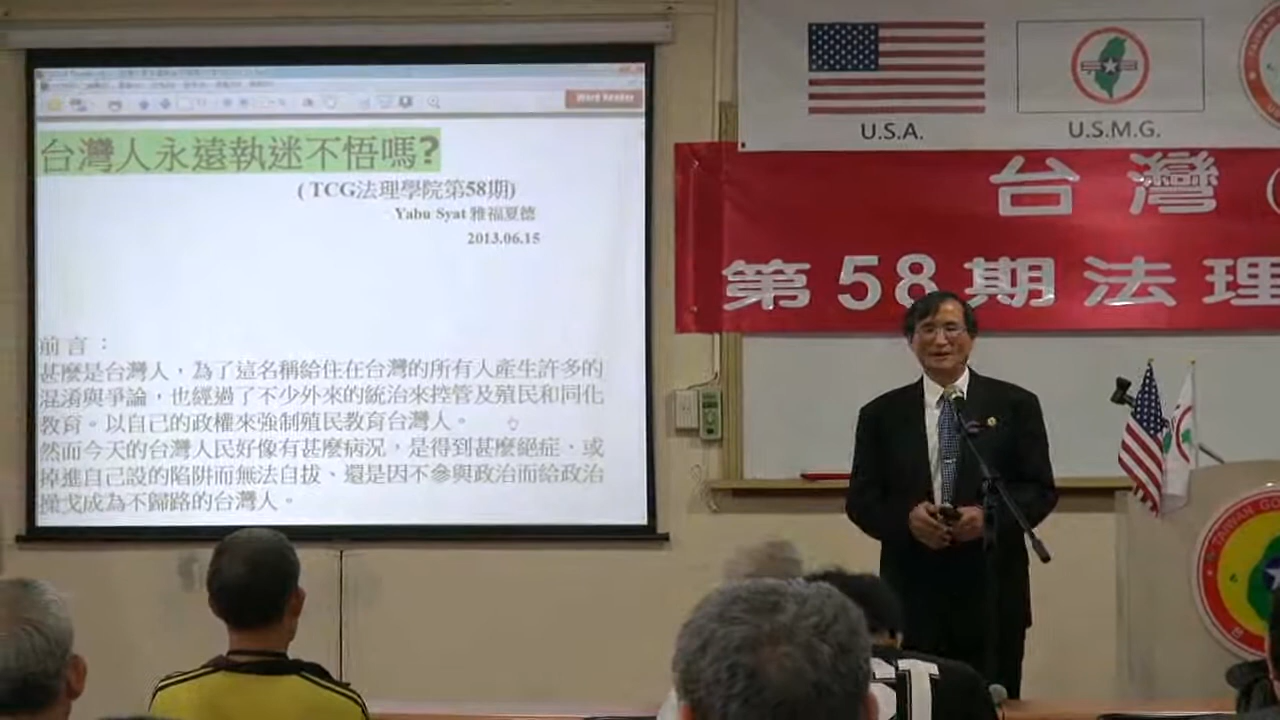 台灣人永遠執迷不悟嗎?
( TCG法理學院第58期)
Yabu Syat 雅福夏德
2013.06.15
前言：
甚麼是台灣人，為了這名稱給住在台灣的所有人產生許多的
混淆與爭論，也經過了不少外來的統治來控管及殖民和同化
教育。以自己的政權來強制殖民教育台灣人。
然而今天的台灣人民好像有甚麼病況，是得到甚麼絕症．或
掉進自己設的陷阱而無法自拔、還是因不參與政治而給政治
操戈成為不歸路的台灣人。
Word Reader
U.S.A.
U.S.M.G.
台灣
第58期法理
TAIWAN GO